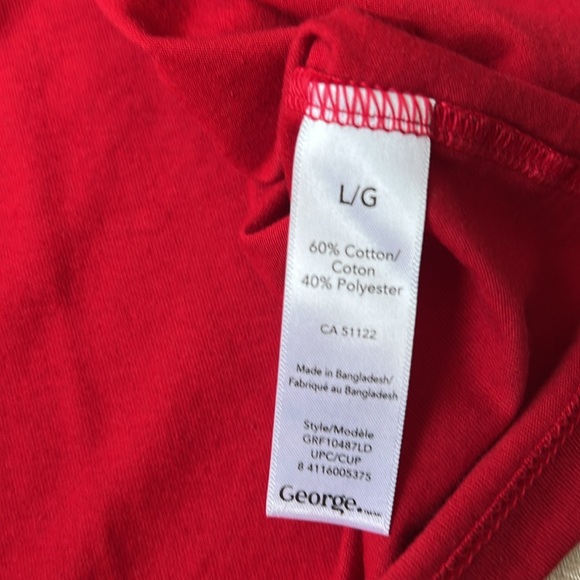 L/G
60% Cotton/
Coton
40% Polyester
CA 51122
Made in Bangladesh/
Fabriqué au Bangladesh
Style/Modèle
GRF10487LD
UPC/CUP
8 4116005375
George.